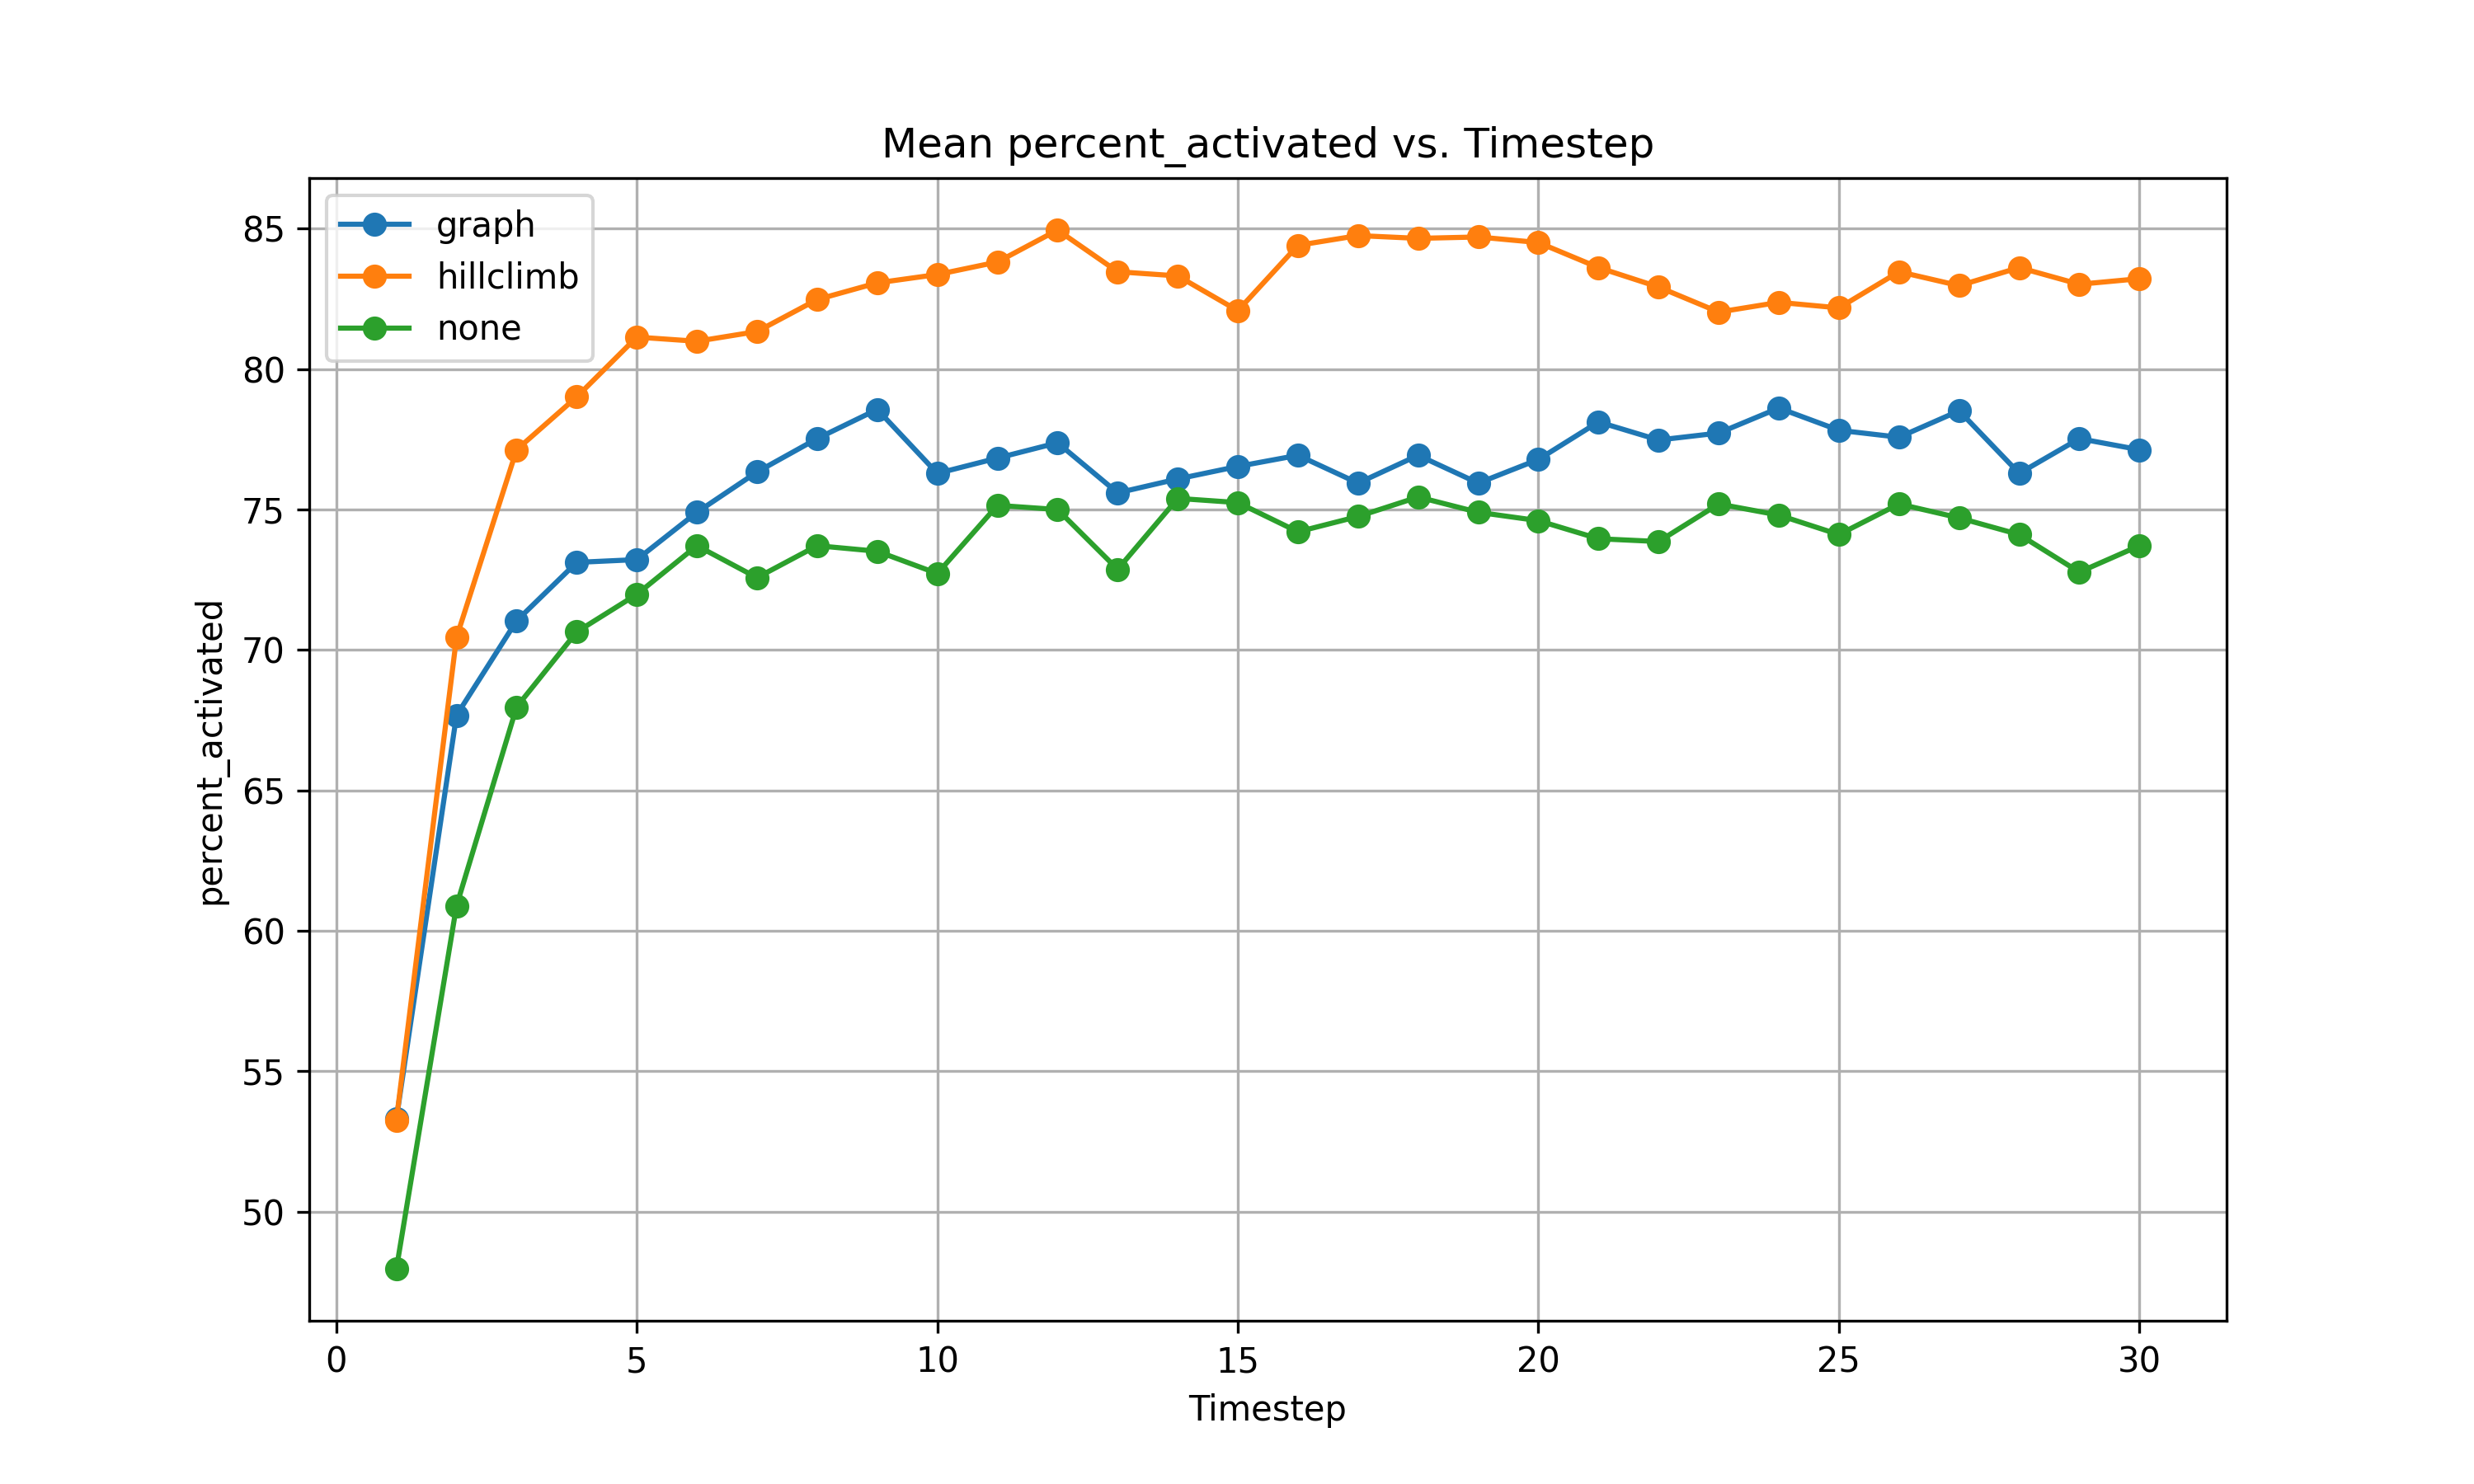 Mean percent_activated vs. Timestep
graph
hillclimb
none
85
80
75
70
65
60
55
50
percent_activated
0 5 10 15 20 25 30
Timestep